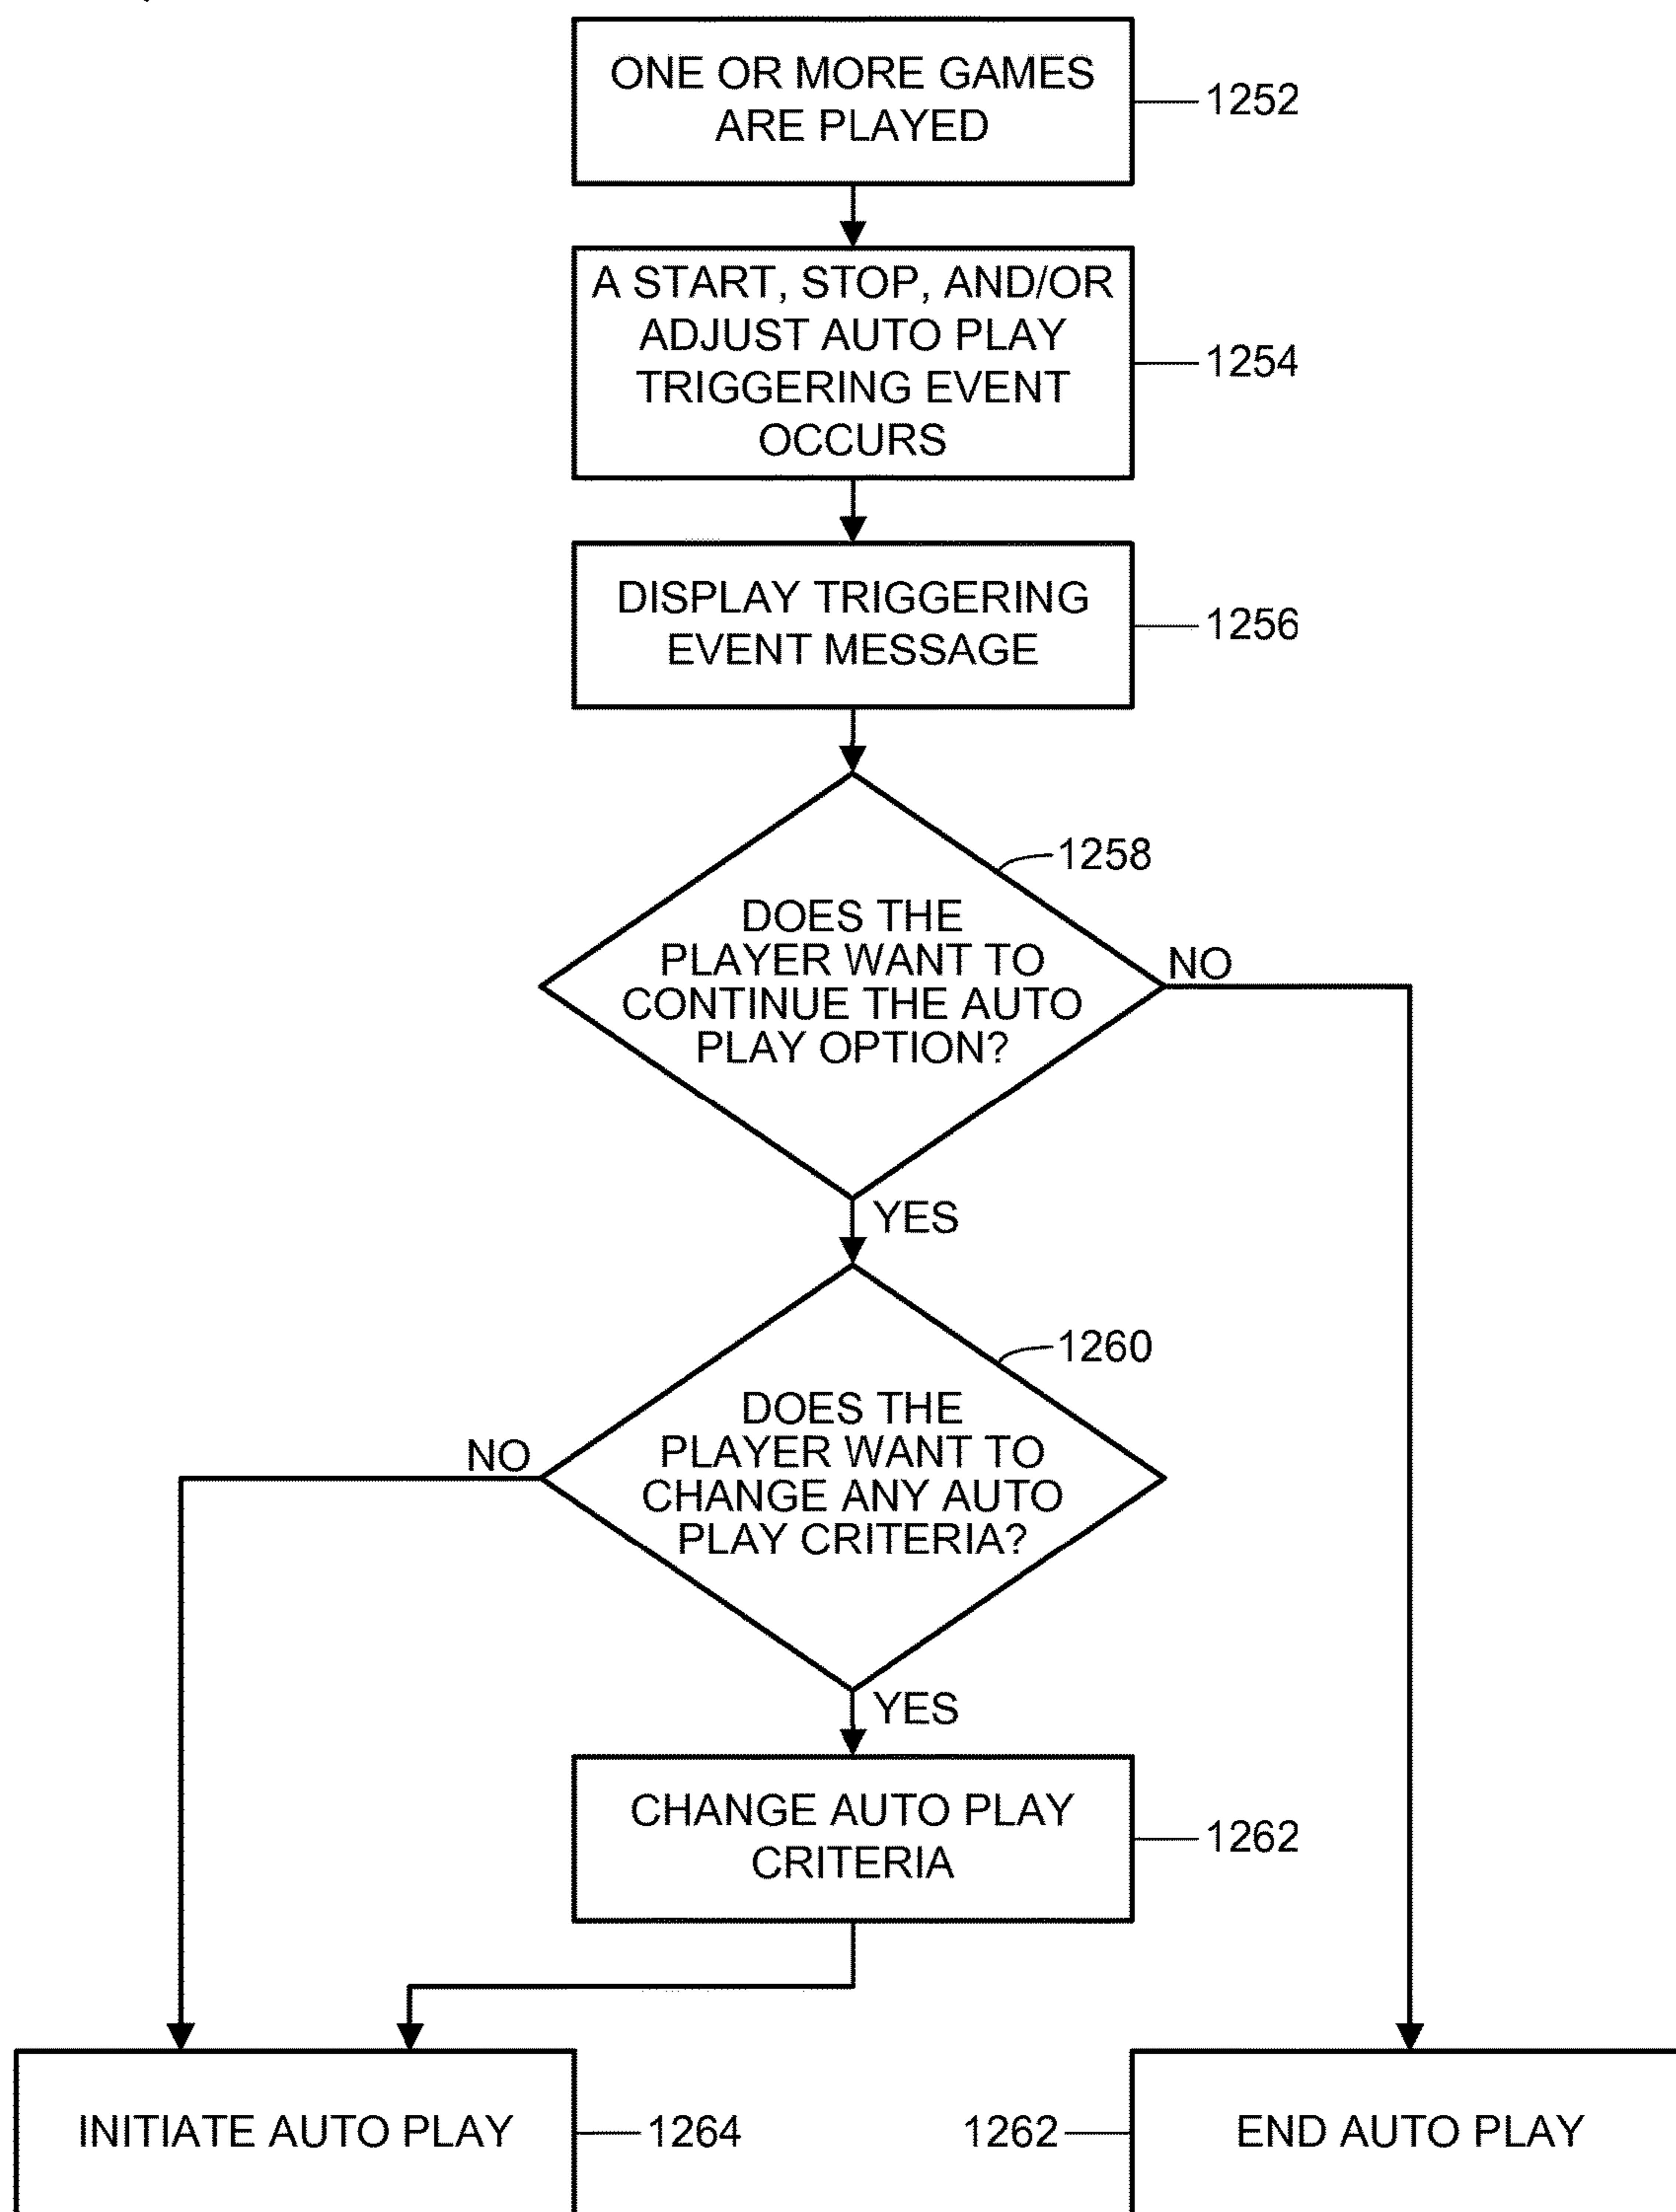 ONE OR MORE GAMES
ARE PLAYED
1252
A START, STOP, AND/OR
ADJUST AUTO PLAY
TRIGGERING EVENT
OCCURS
1254
DISPLAY TRIGGERING
EVENT MESSAGE
1256
1258
DOES THE
PLAYER WANT TO
CONTINUE THE AUTO
PLAY OPTION?
NO
YES
1260
DOES THE
PLAYER WANT TO
CHANGE ANY AUTO
PLAY CRITERIA?
NO
YES
CHANGE AUTO PLAY
CRITERIA
1262
INITIATE AUTO PLAY
1264
1262
END AUTO PLAY